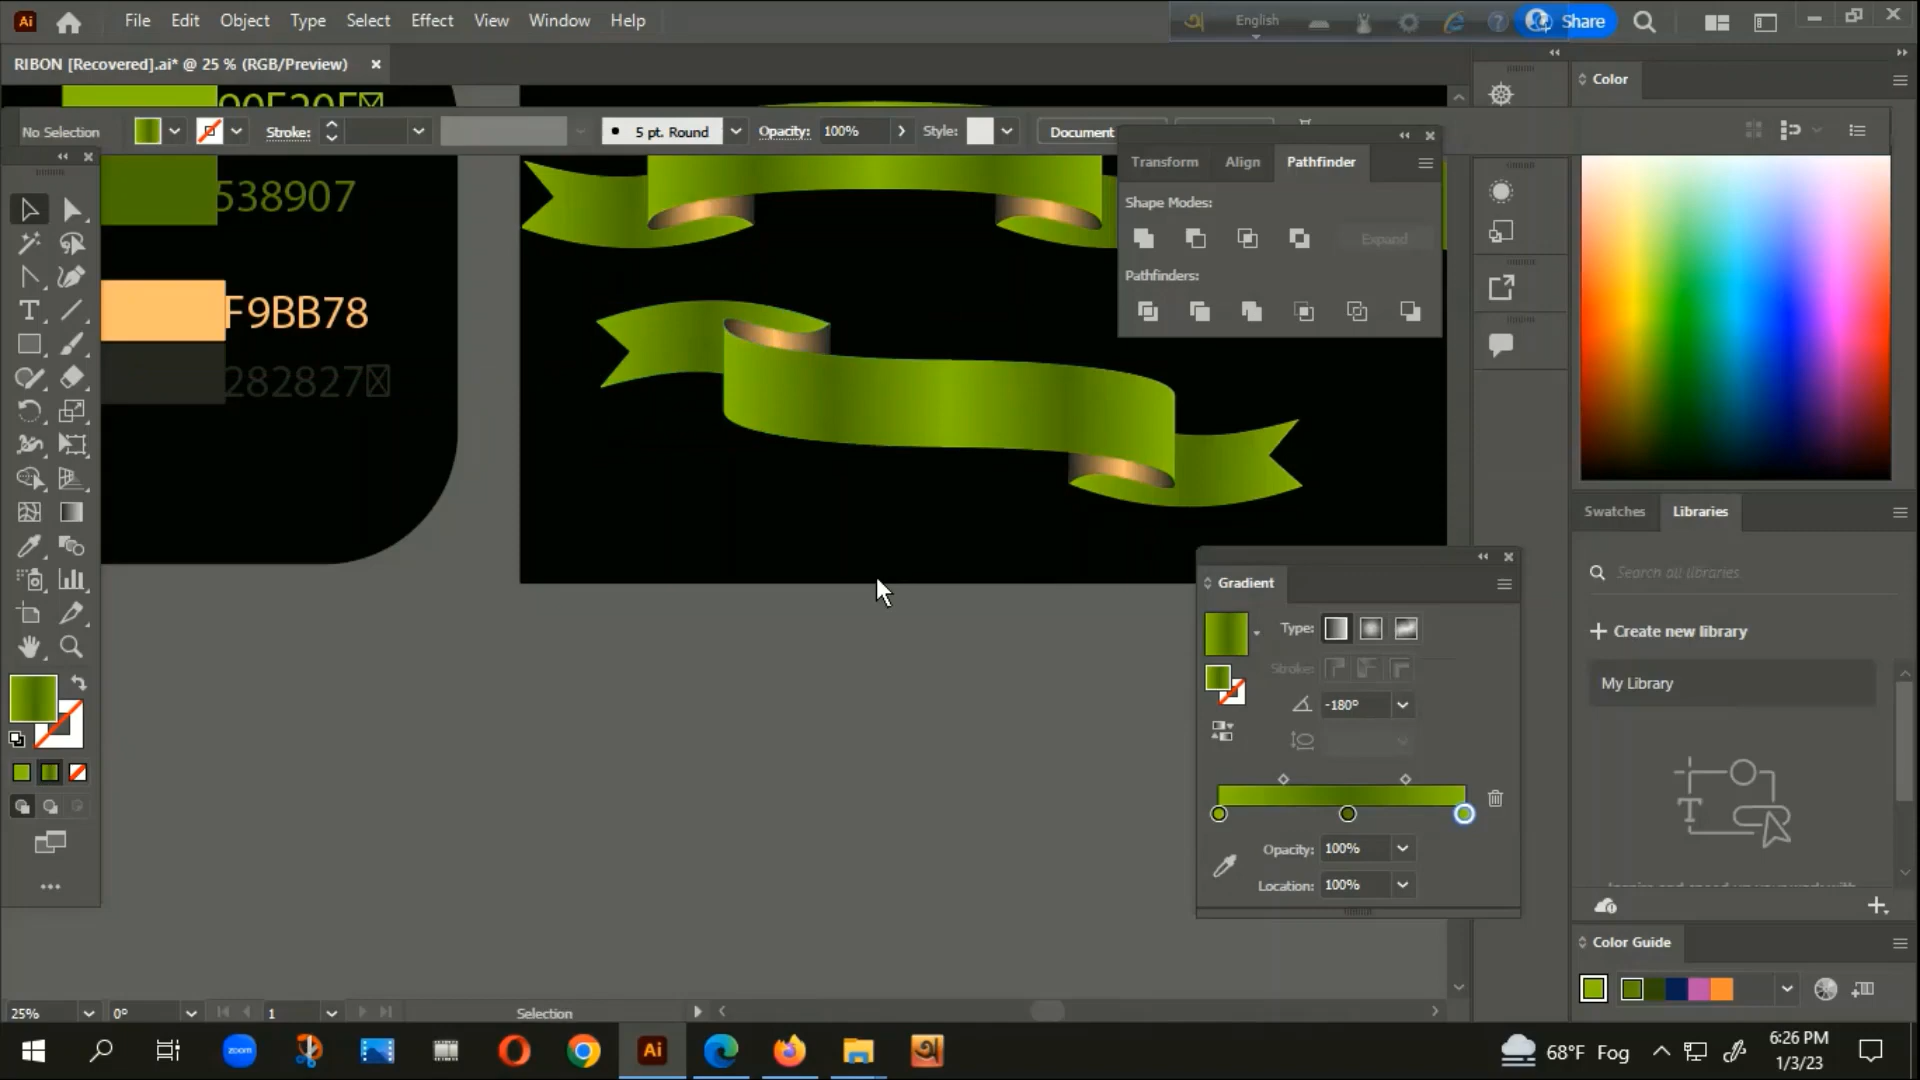 Ai File Edit Object Type Select Effect View Window Help English Share
RIBON [Recovered].ai* @ 25 % (RGB/Preview)
Color
No Selection Stroke: 5 pt. Round Opacity: 100% Style: Document
Transform Align Pathfinder
538907
Shape Modes:
Expand
Pathfinders:
F9BB78
282827
Swatches Libraries
Search all libraries
Gradient
Type:
Create new library
Stroke:
My Library
-180°
Opacity: 100%
Location: 100%
Color Guide
25% 0° 1 Selection
zoom Ai 68°F Fog
6:26 PM
1/3/23